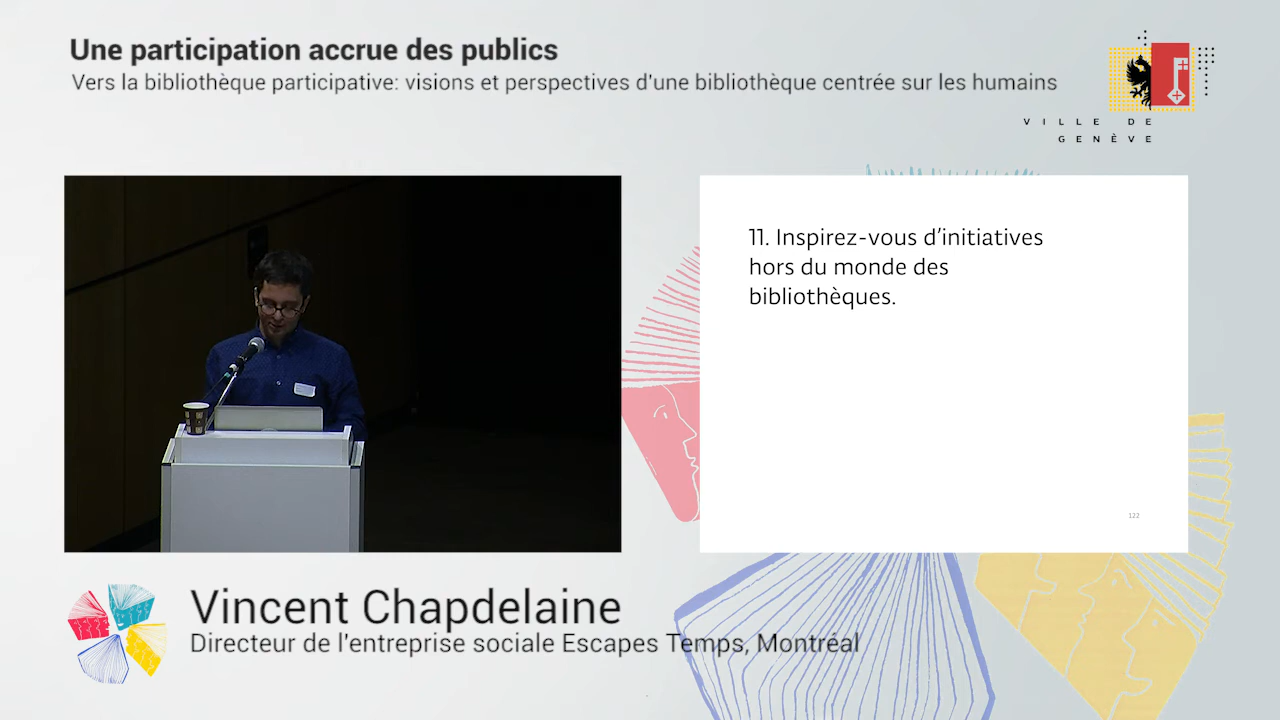 Une participation accrue des publics
Vers la bibliothèque participative: visions et perspectives d'une bibliothèque centrée sur les humains
VILLE DE
GENÈVE
11. Inspirez-vous d'initiatives
hors du monde des
bibliothèques.
122
Vincent Chapdelaine
Directeur de l'entreprise sociale Escapes Temps, Montréal